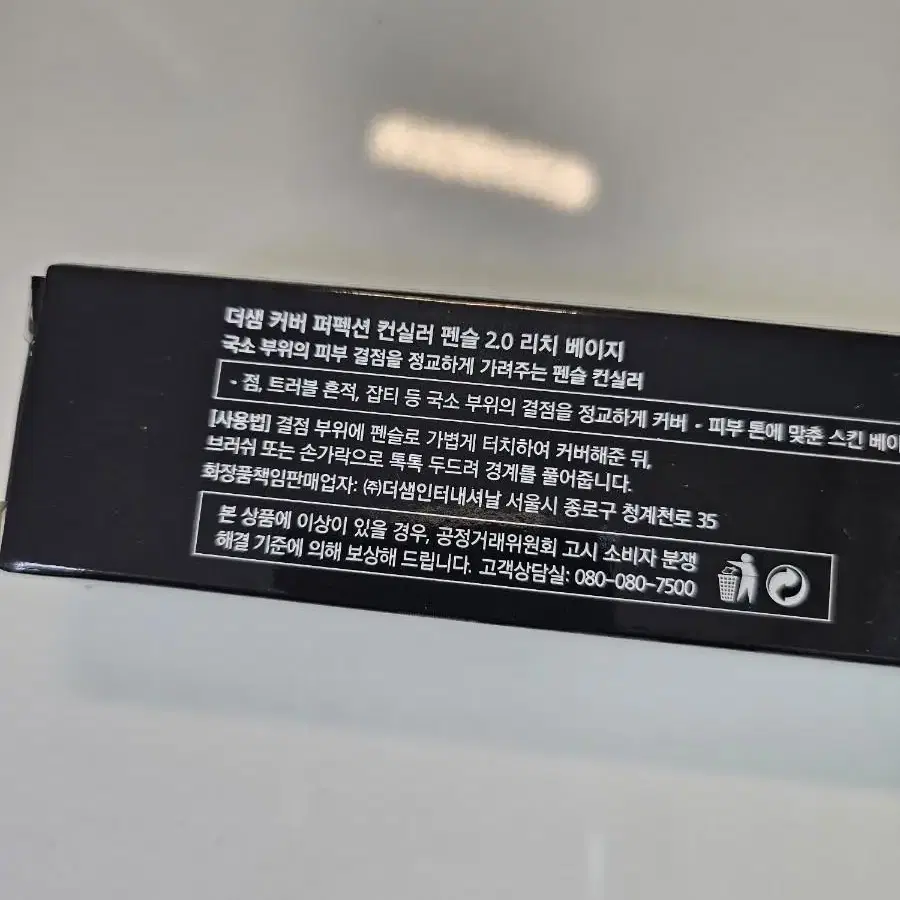 더샘 커버 퍼펙션 컨실러 펜슬 2.0 리치 베이지
국소 부위의 피부 결점을 정교하게 가려주는 펜슬 컨실러
- 점, 트러블 흔적, 잡티 등 국소 부위의 결점을 정교하게 커버 - 피부 톤에 맞춘 스킨 베이
[사용법] 결점 부위에 펜슬로 가볍게 터치하여 커버해준 뒤,
브러쉬 또는 손가락으로 톡톡 두드려 경계를 풀어줍니다.
화장품책임판매업자: ㈜더샘인터내셔날 서울시 종로구 청계천로 35
본 상품에 이상이 있을 경우, 공정거래위원회 고시 소비자 분쟁
해결 기준에 의해 보상해 드립니다. 고객상담실: 080-080-7500